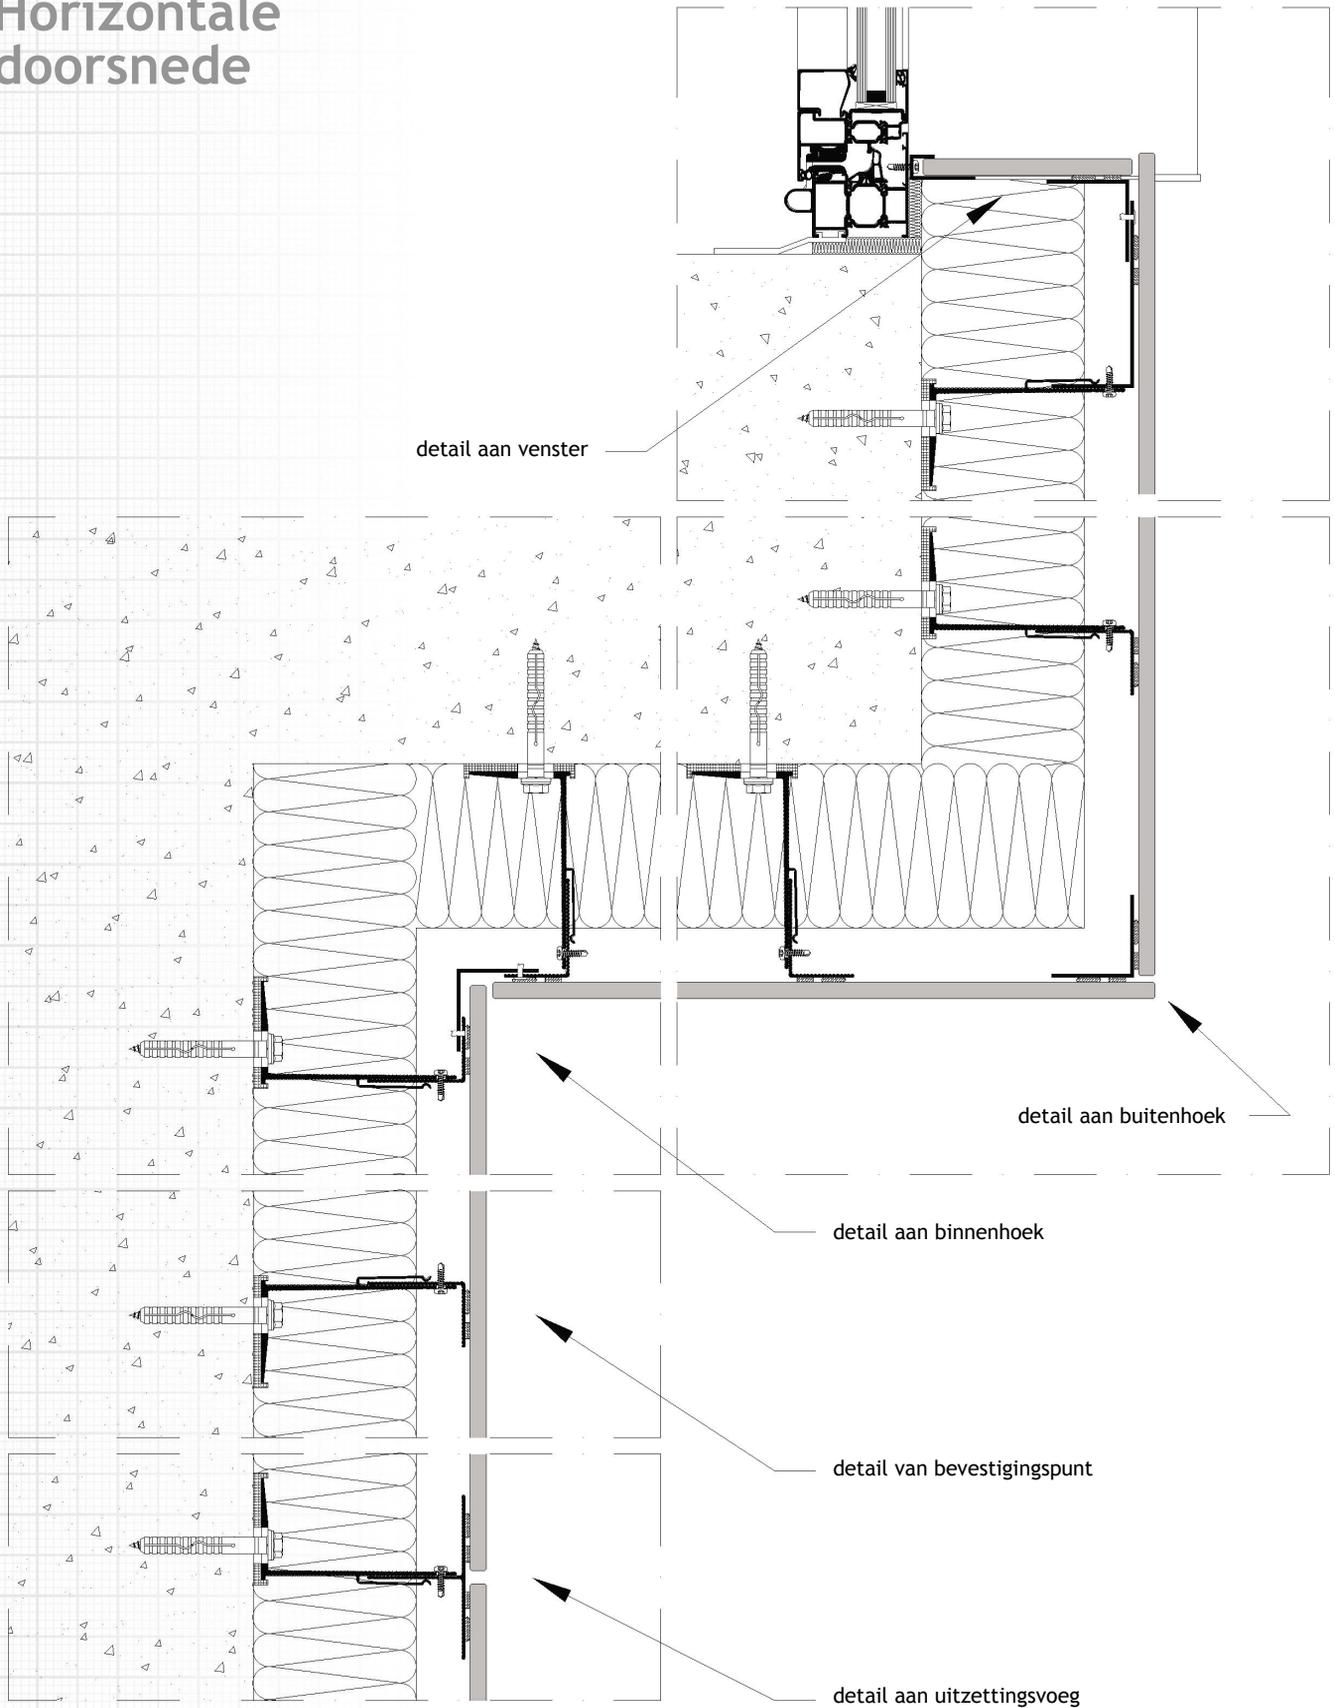 Horizontale
doorsnede
detail aan venster
detail aan buitenhoek
detail aan binnenhoek
detail van bevestigingspunt
detail aan uitzettingsvoeg